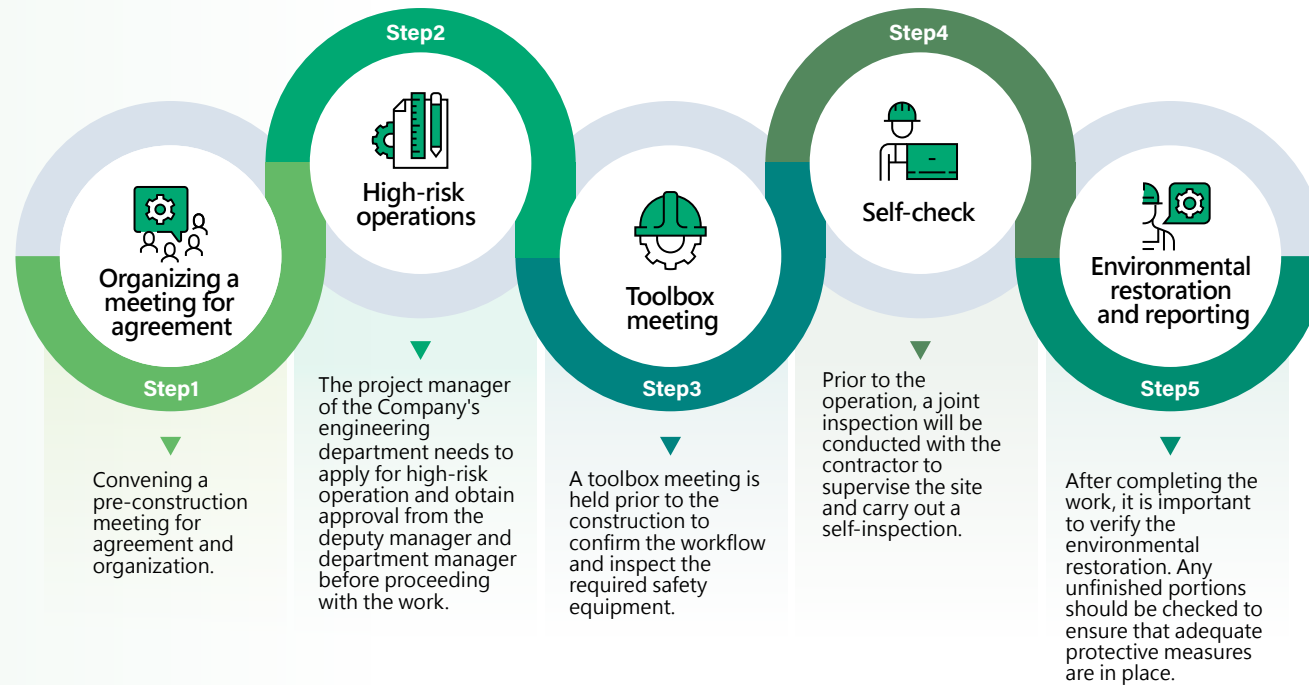 Step1
Organizing a
meeting for
agreement
Convening a
pre-construction
meeting for
agreement and
organization.
Step2
High-risk
operations
The project manager
of the Company's
engineering
department needs to
apply for high-risk
operation and obtain
approval from the
deputy manager and
department manager
before proceeding
with the work.
Step3
Toolbox
meeting
A toolbox meeting is
held prior to the
construction to
confirm the workflow
and inspect the
required safety
equipment.
Step4
Self-check
Prior to the
operation, a joint
inspection will be
conducted with the
contractor to
supervise the site
and carry out a
self-inspection.
Step5
Environmental
restoration
and reporting
After completing the
work, it is important
to verify the
environmental
restoration. Any
unfinished portions
should be checked to
ensure that adequate
protective measures
are in place.